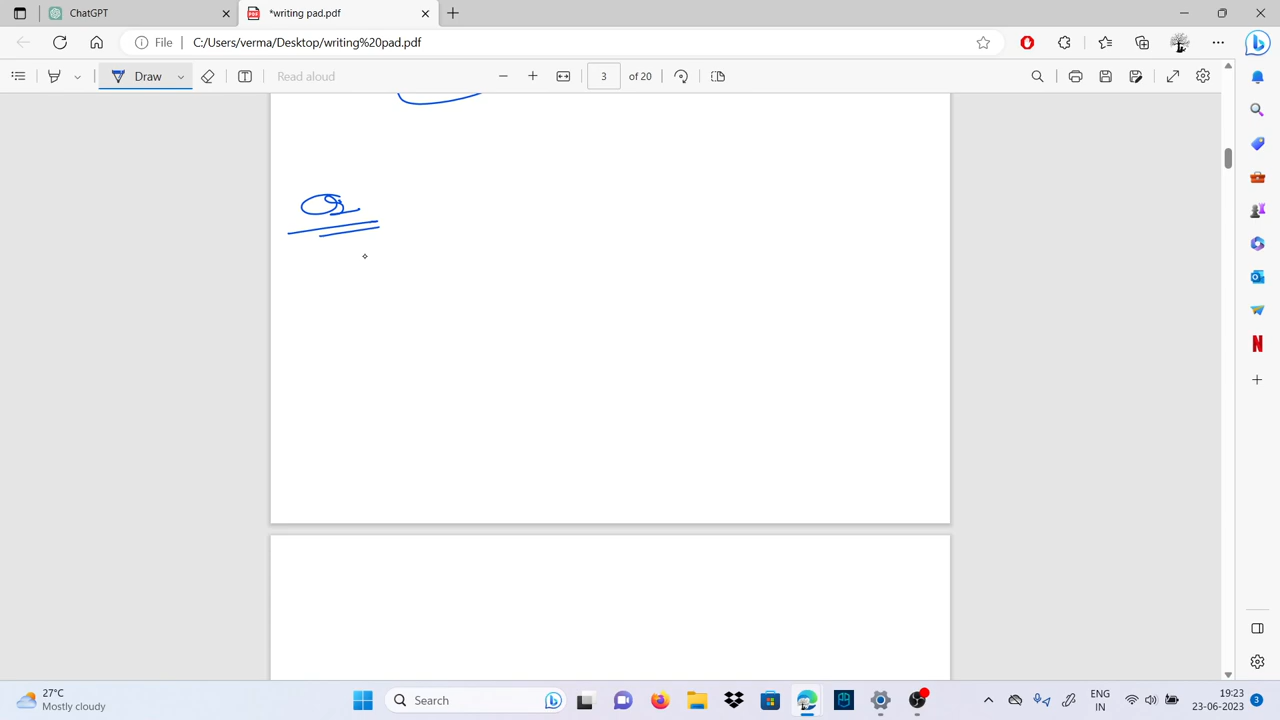 ChatGPT
*writing pad.pdf
File
C:/Users/verma/Desktop/writing%20pad.pdf
Draw
Read aloud
3 of 20
27°C
Mostly cloudy
Search
ENG
IN
19:23
23-06-2023
3